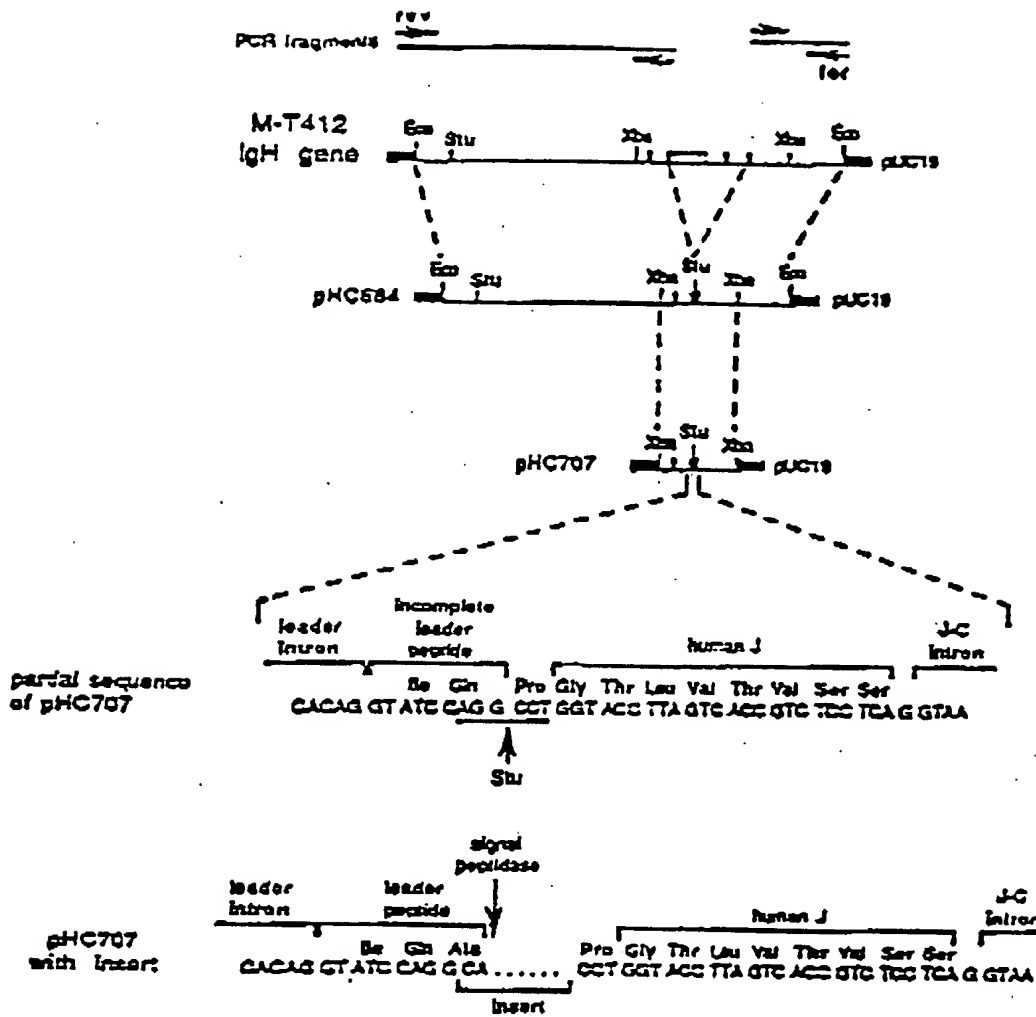 rev
PCR fragments
for
M-T412
IgH gene
Eco Stu Xba Xba Eco
pUC19
Eco Stu Xba Stu Xba Eco
pHC684 pUC19
Xba Stu Xba
pHC707 pUC19
leader
intron
incomplete
leader
peptide
human J
J-C
intron
partial sequence
of pHC707
Ile Gln Pro Gly Thr Leu Val Thr Val Ser Ser
CACAG GT ATC CAG G CCT GGT ACC TTA GTC ACC GTC TCC TCA G GTAA
Stu
signal
peptidase
leader
intron
leader
peptide
human J
J-C
intron
pHC707
with insert
Ile Gln Ala Pro Gly Thr Leu Val Thr Val Ser Ser
CACAG GT ATC CAG G CA ...... CCT GGT ACC TTA GTC ACC GTC TCC TCA G GTAA
insert